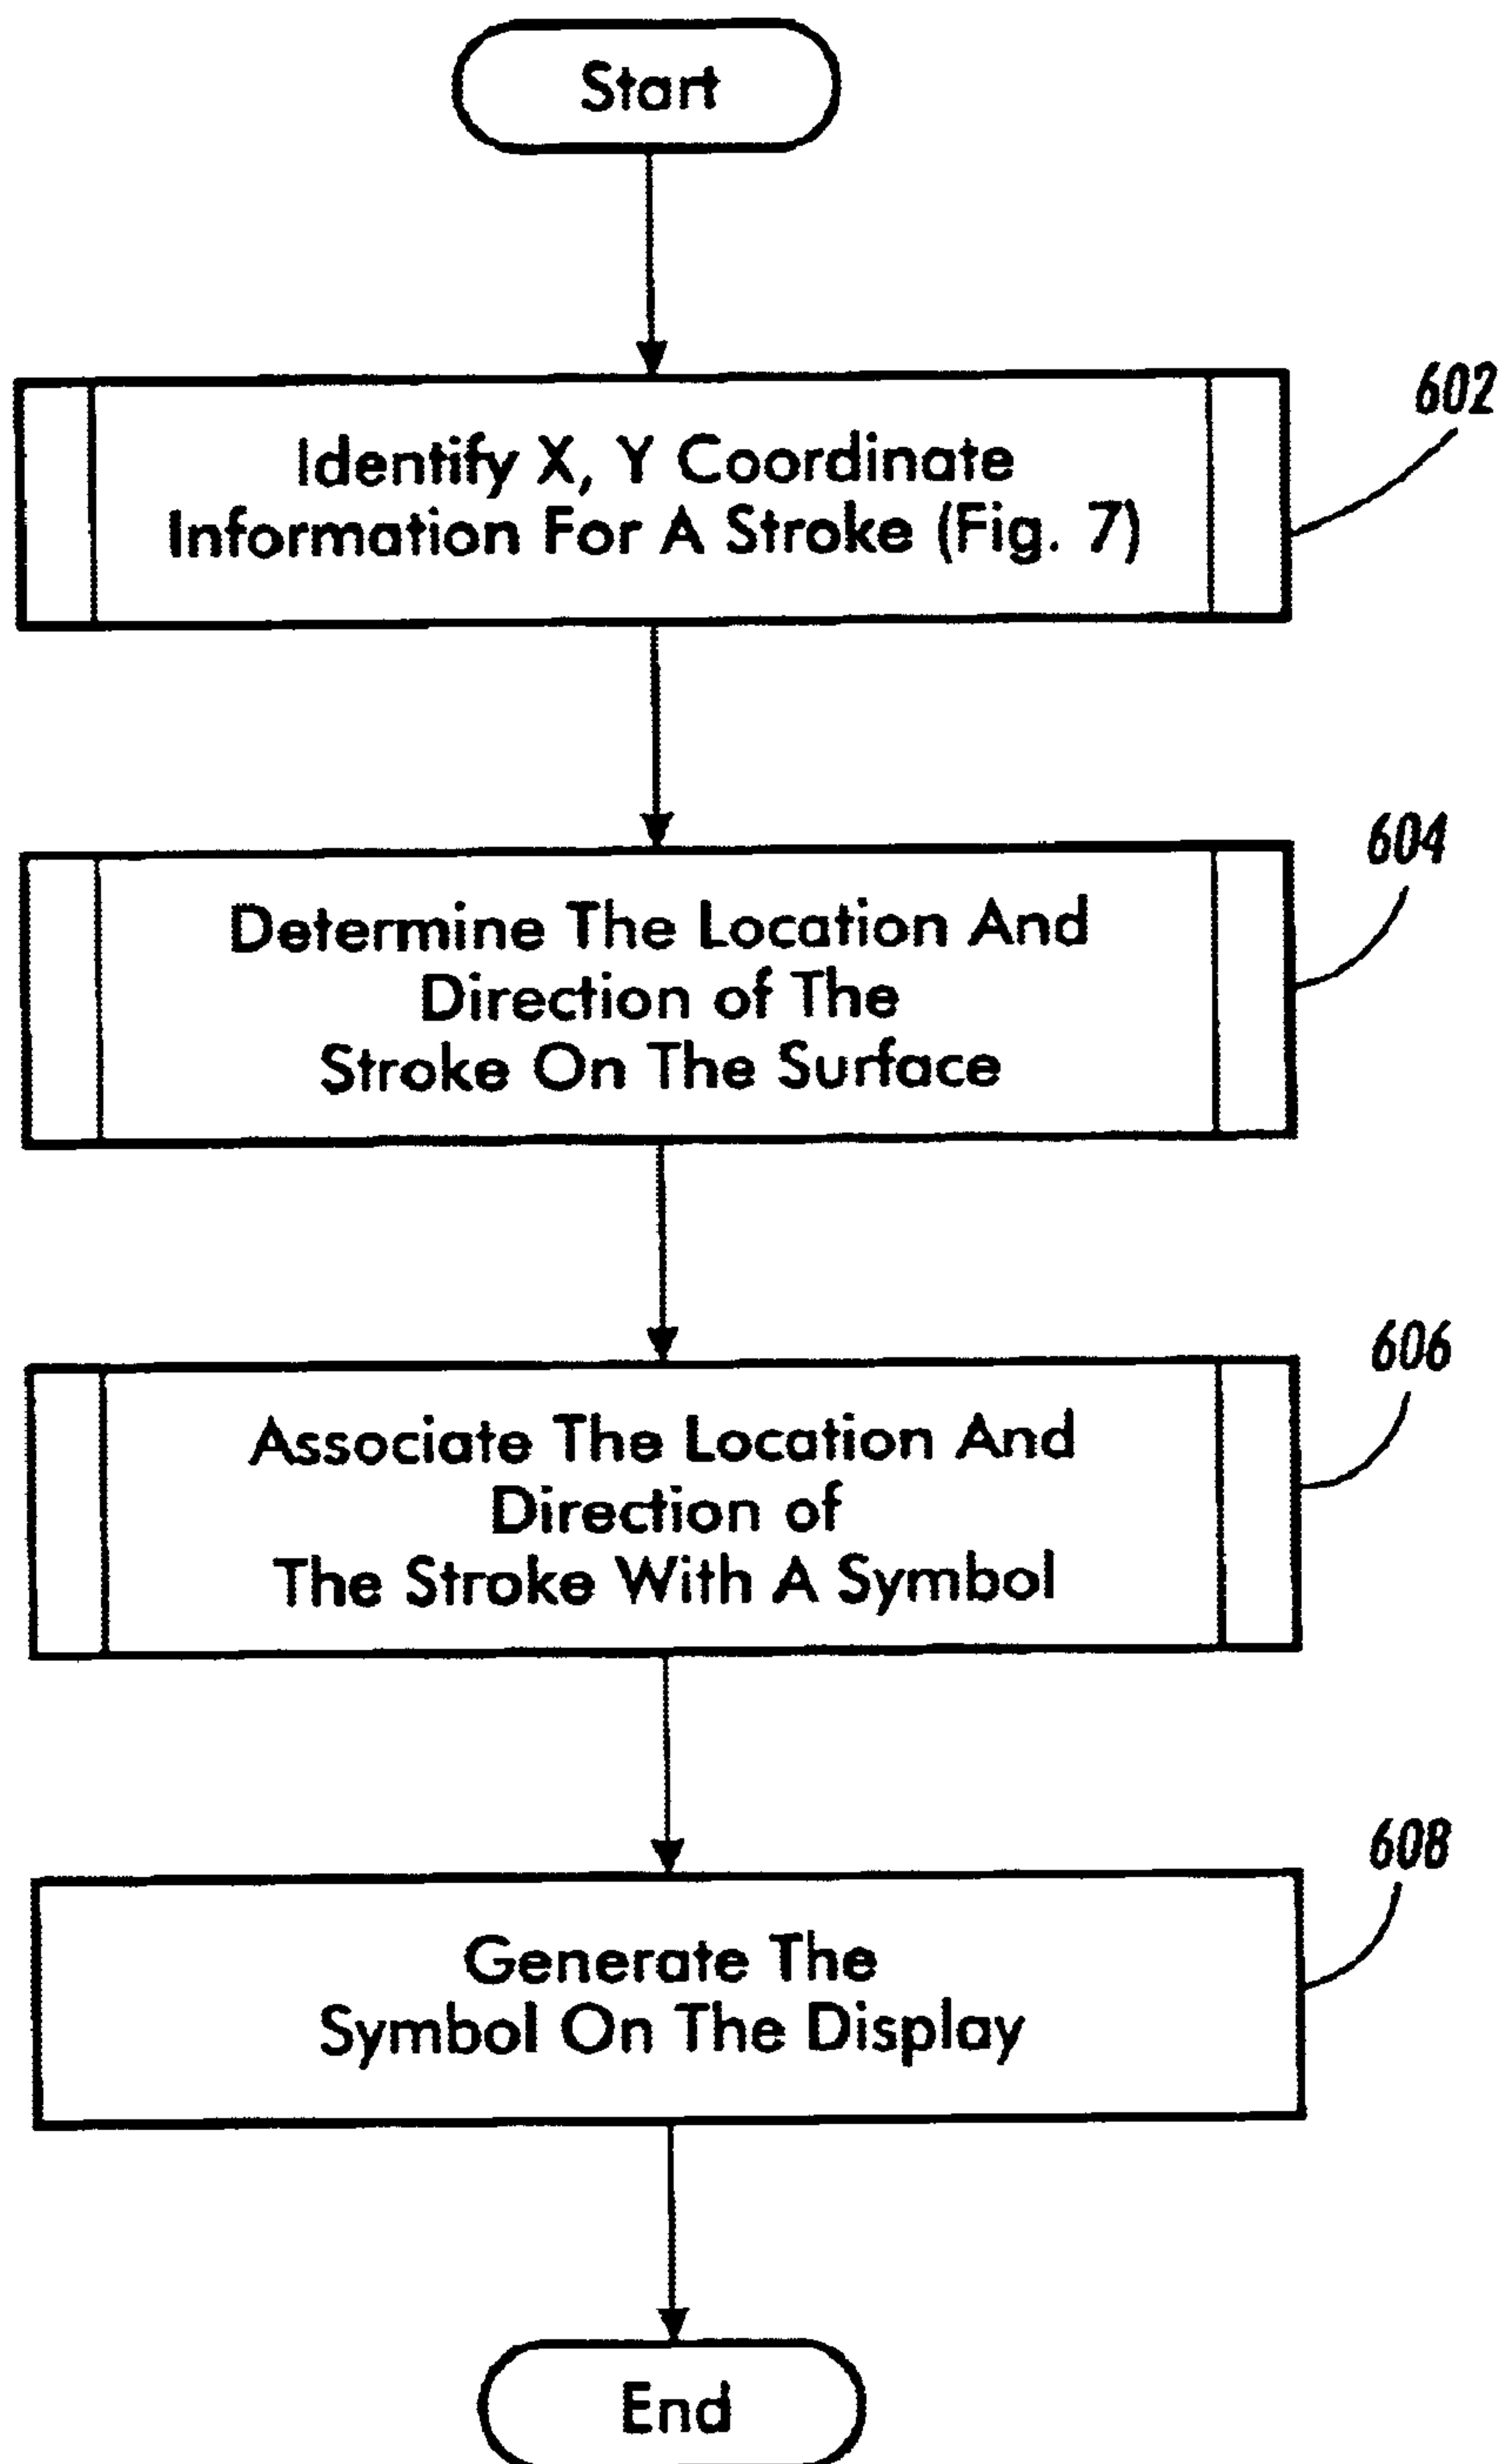 Start
602
Identify X, Y Coordinate
Information For A Stroke (Fig. 7)
604
Determine The Location And
Direction of The
Stroke On The Surface
606
Associate The Location And
Direction of
The Stroke With A Symbol
608
Generate The
Symbol On The Display
End